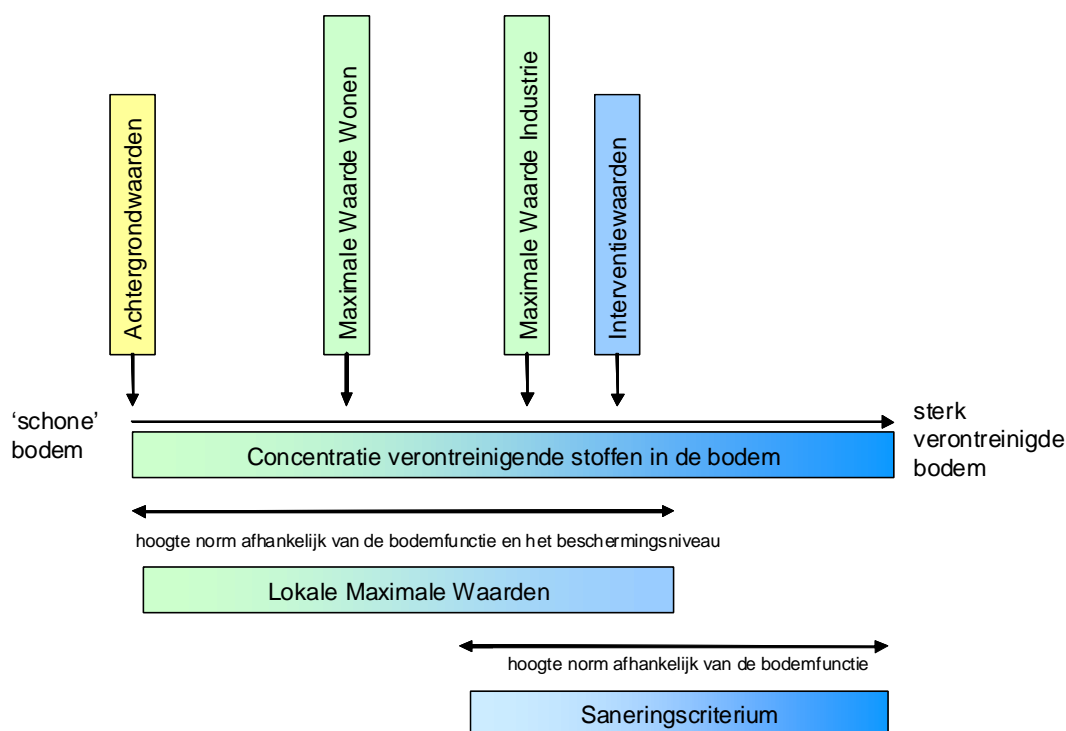 Achtergrondwaarden
Maximale Waarde Wonen
Maximale Waarde Industrie
Interventiewaarden
‘schone’
bodem
sterk
verontreinigde
bodem
Concentratie verontreinigende stoffen in de bodem
hoogte norm afhankelijk van de bodemfunctie en het beschermingsniveau
Lokale Maximale Waarden
hoogte norm afhankelijk van de bodemfunctie
Saneringscriterium